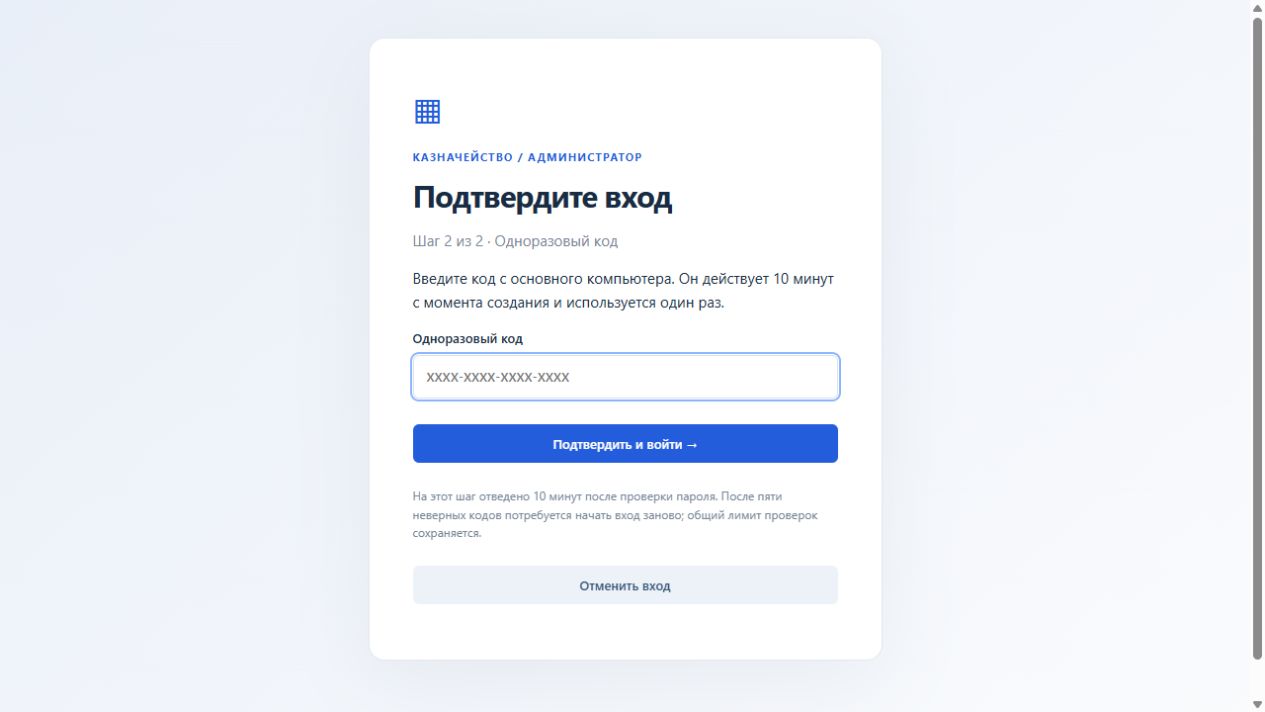 КАЗНАЧЕЙСТВО / АДМИНИСТРАТОР
Подтвердите вход
Шаг 2 из 2 · Одноразовый код
Введите код с основного компьютера. Он действует 10 минут
с момента создания и используется один раз.
Одноразовый код
XXXX-XXXX-XXXX-XXXX
Подтвердить и войти →
На этот шаг отведено 10 минут после проверки пароля. После пяти
неверных кодов потребуется начать вход заново; общий лимит проверок
сохраняется.
Отменить вход